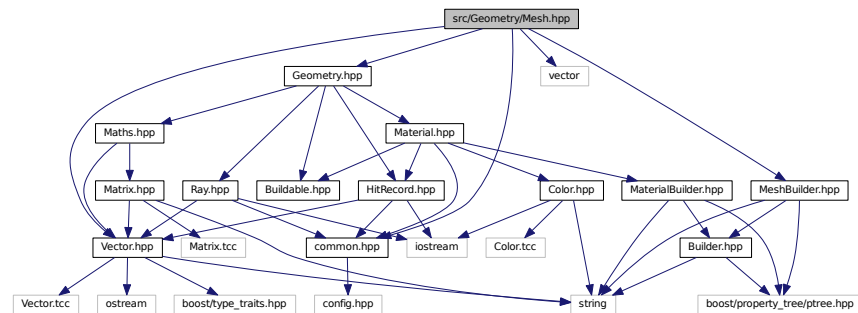 src/Geometry/Mesh.hpp
Geometry.hpp
vector
Maths.hpp
Material.hpp
Matrix.hpp
Ray.hpp
Buildable.hpp
HitRecord.hpp
Color.hpp
MaterialBuilder.hpp
MeshBuilder.hpp
Vector.hpp
Matrix.tcc
common.hpp
iostream
Color.tcc
Builder.hpp
Vector.tcc
ostream
boost/type_traits.hpp
config.hpp
string
boost/property_tree/ptree.hpp